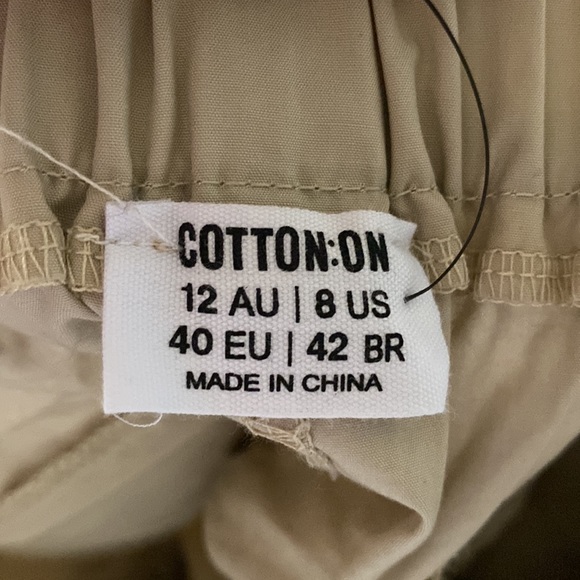 COTTON:ON
12 AU | 8 US
40 EU | 42 BR
MADE IN CHINA